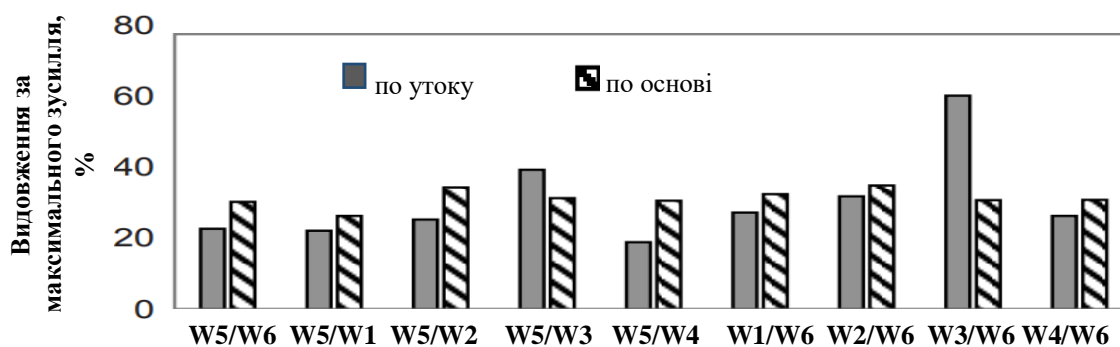 Видовження за
максимального зусилля,
%
80
60
40
20
0
по утоку
по основі
W5/W6 W5/W1 W5/W2 W5/W3 W5/W4 W1/W6 W2/W6 W3/W6 W4/W6